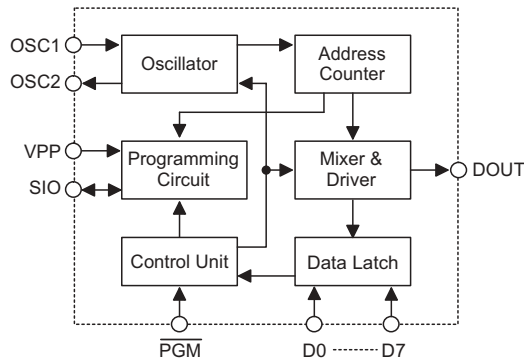 OSC1
OSC2
Oscillator
Address
Counter
VPP
SIO
Programming
Circuit
Mixer &
Driver
DOUT
Control Unit
Data Latch
PGM
D0
D7